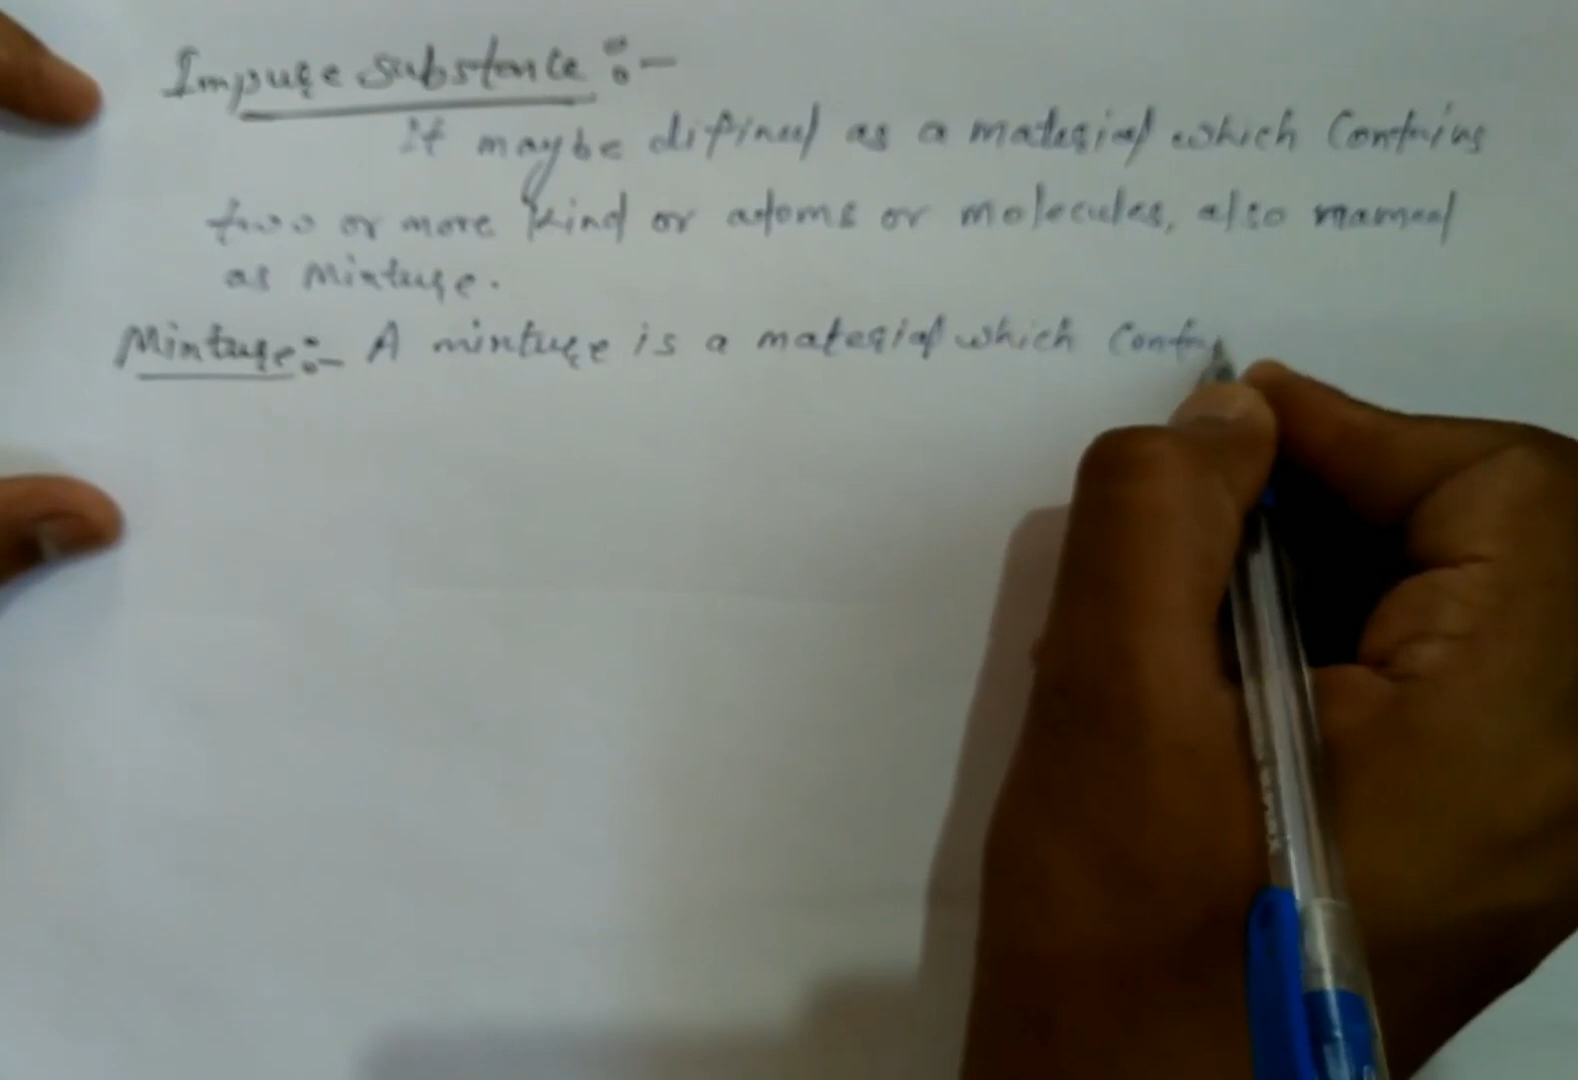 Impure substance :-
It maybe difined as a material which Contains
two or more kind or atoms or molecules, also named
as Mixture.
Mixture:- A mixture is a material which Conta